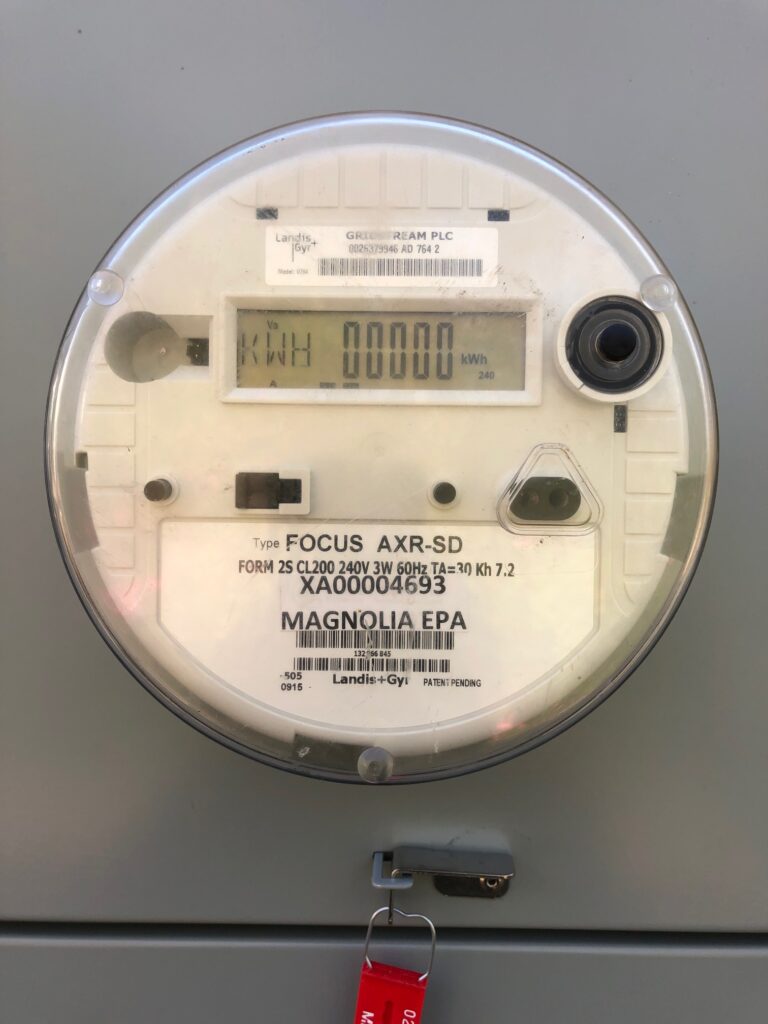 Landis+
Gyr
GRIDSTREAM PLC
0026379946 AD 764 2
KWH 00000 kWh
240
Type FOCUS AXR-SD
FORM 2S CL200 240V 3W 60Hz TA=30 Kh 7.2
XA00004693
MAGNOLIA EPA
505
0915
Landis+Gyr PATENT PENDING
02